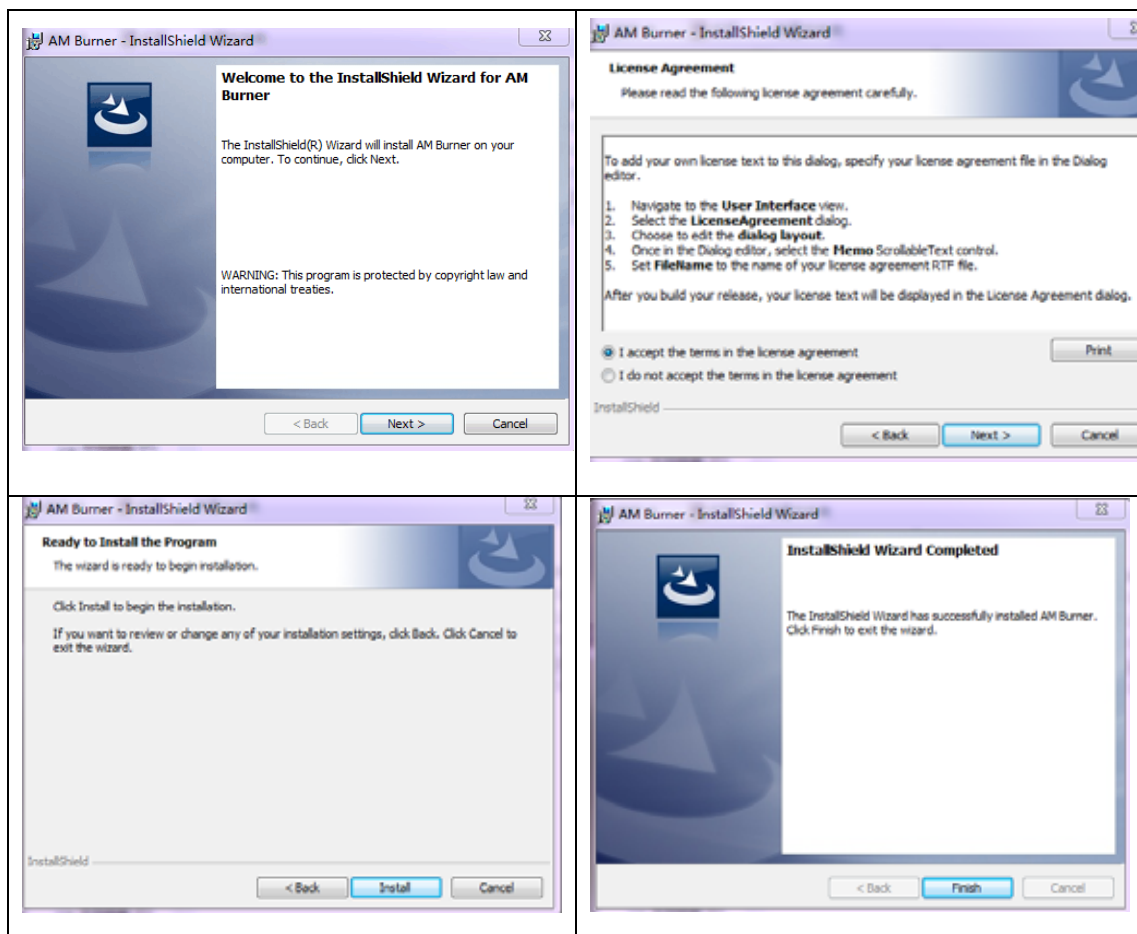 AM Burner - InstallShield Wizard
Welcome to the InstallShield Wizard for AM
Burner
The InstallShield(R) Wizard will install AM Burner on your
computer. To continue, click Next.
WARNING: This program is protected by copyright law and
international treaties.
< Back
Next >
Cancel
AM Burner - InstallShield Wizard
License Agreement
Please read the following license agreement carefully.
To add your own license text to this dialog, specify your license agreement file in the Dialog
editor.
1. Navigate to the User Interface view.
2. Select the LicenseAgreement dialog.
3. Choose to edit the dialog layout.
4. Once in the Dialog editor, select the Memo ScrollableText control.
5. Set FileName to the name of your license agreement RTF file.
After you build your release, your license text will be displayed in the License Agreement dialog.
I accept the terms in the license agreement
Print
I do not accept the terms in the license agreement
InstallShield
< Back
Next >
Cancel
AM Burner - InstallShield Wizard
Ready to Install the Program
The wizard is ready to begin installation.
Click Install to begin the installation.
If you want to review or change any of your installation settings, click Back. Click Cancel to
exit the wizard.
InstallShield
< Back
Install
Cancel
AM Burner - InstallShield Wizard
InstallShield Wizard Completed
The InstallShield Wizard has successfully installed AM Burner.
Click Finish to exit the wizard.
< Back
Finish
Cancel